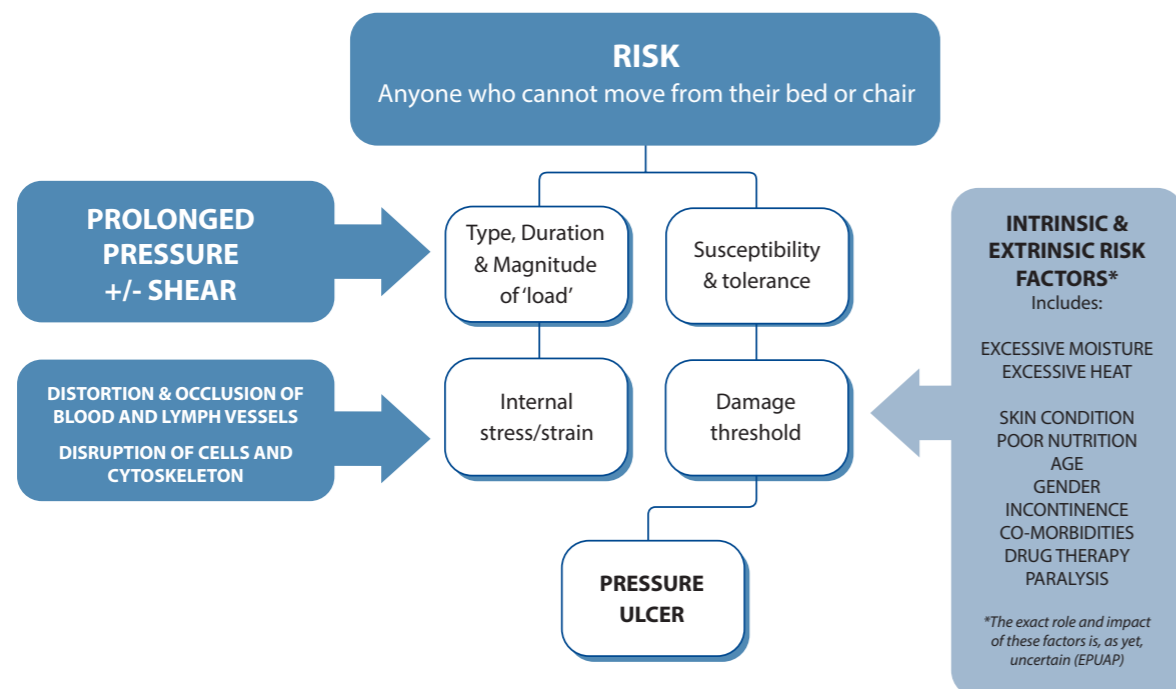 RISK
Anyone who cannot move from their bed or chair
PROLONGED
PRESSURE
+/- SHEAR
Type, Duration
& Magnitude
of ‘load’
Susceptibility
& tolerance
DISTORTION & OCCLUSION OF
BLOOD AND LYMPH VESSELS
DISRUPTION OF CELLS AND
CYTOSKELETON
Internal
stress/strain
Damage
threshold
PRESSURE
ULCER
INTRINSIC &
EXTRINSIC RISK
FACTORS*
Includes:
EXCESSIVE MOISTURE
EXCESSIVE HEAT
SKIN CONDITION
POOR NUTRITION
AGE
GENDER
INCONTINENCE
CO-MORBIDITIES
DRUG THERAPY
PARALYSIS
*The exact role and impact
of these factors is, as yet,
uncertain (EPUAP)